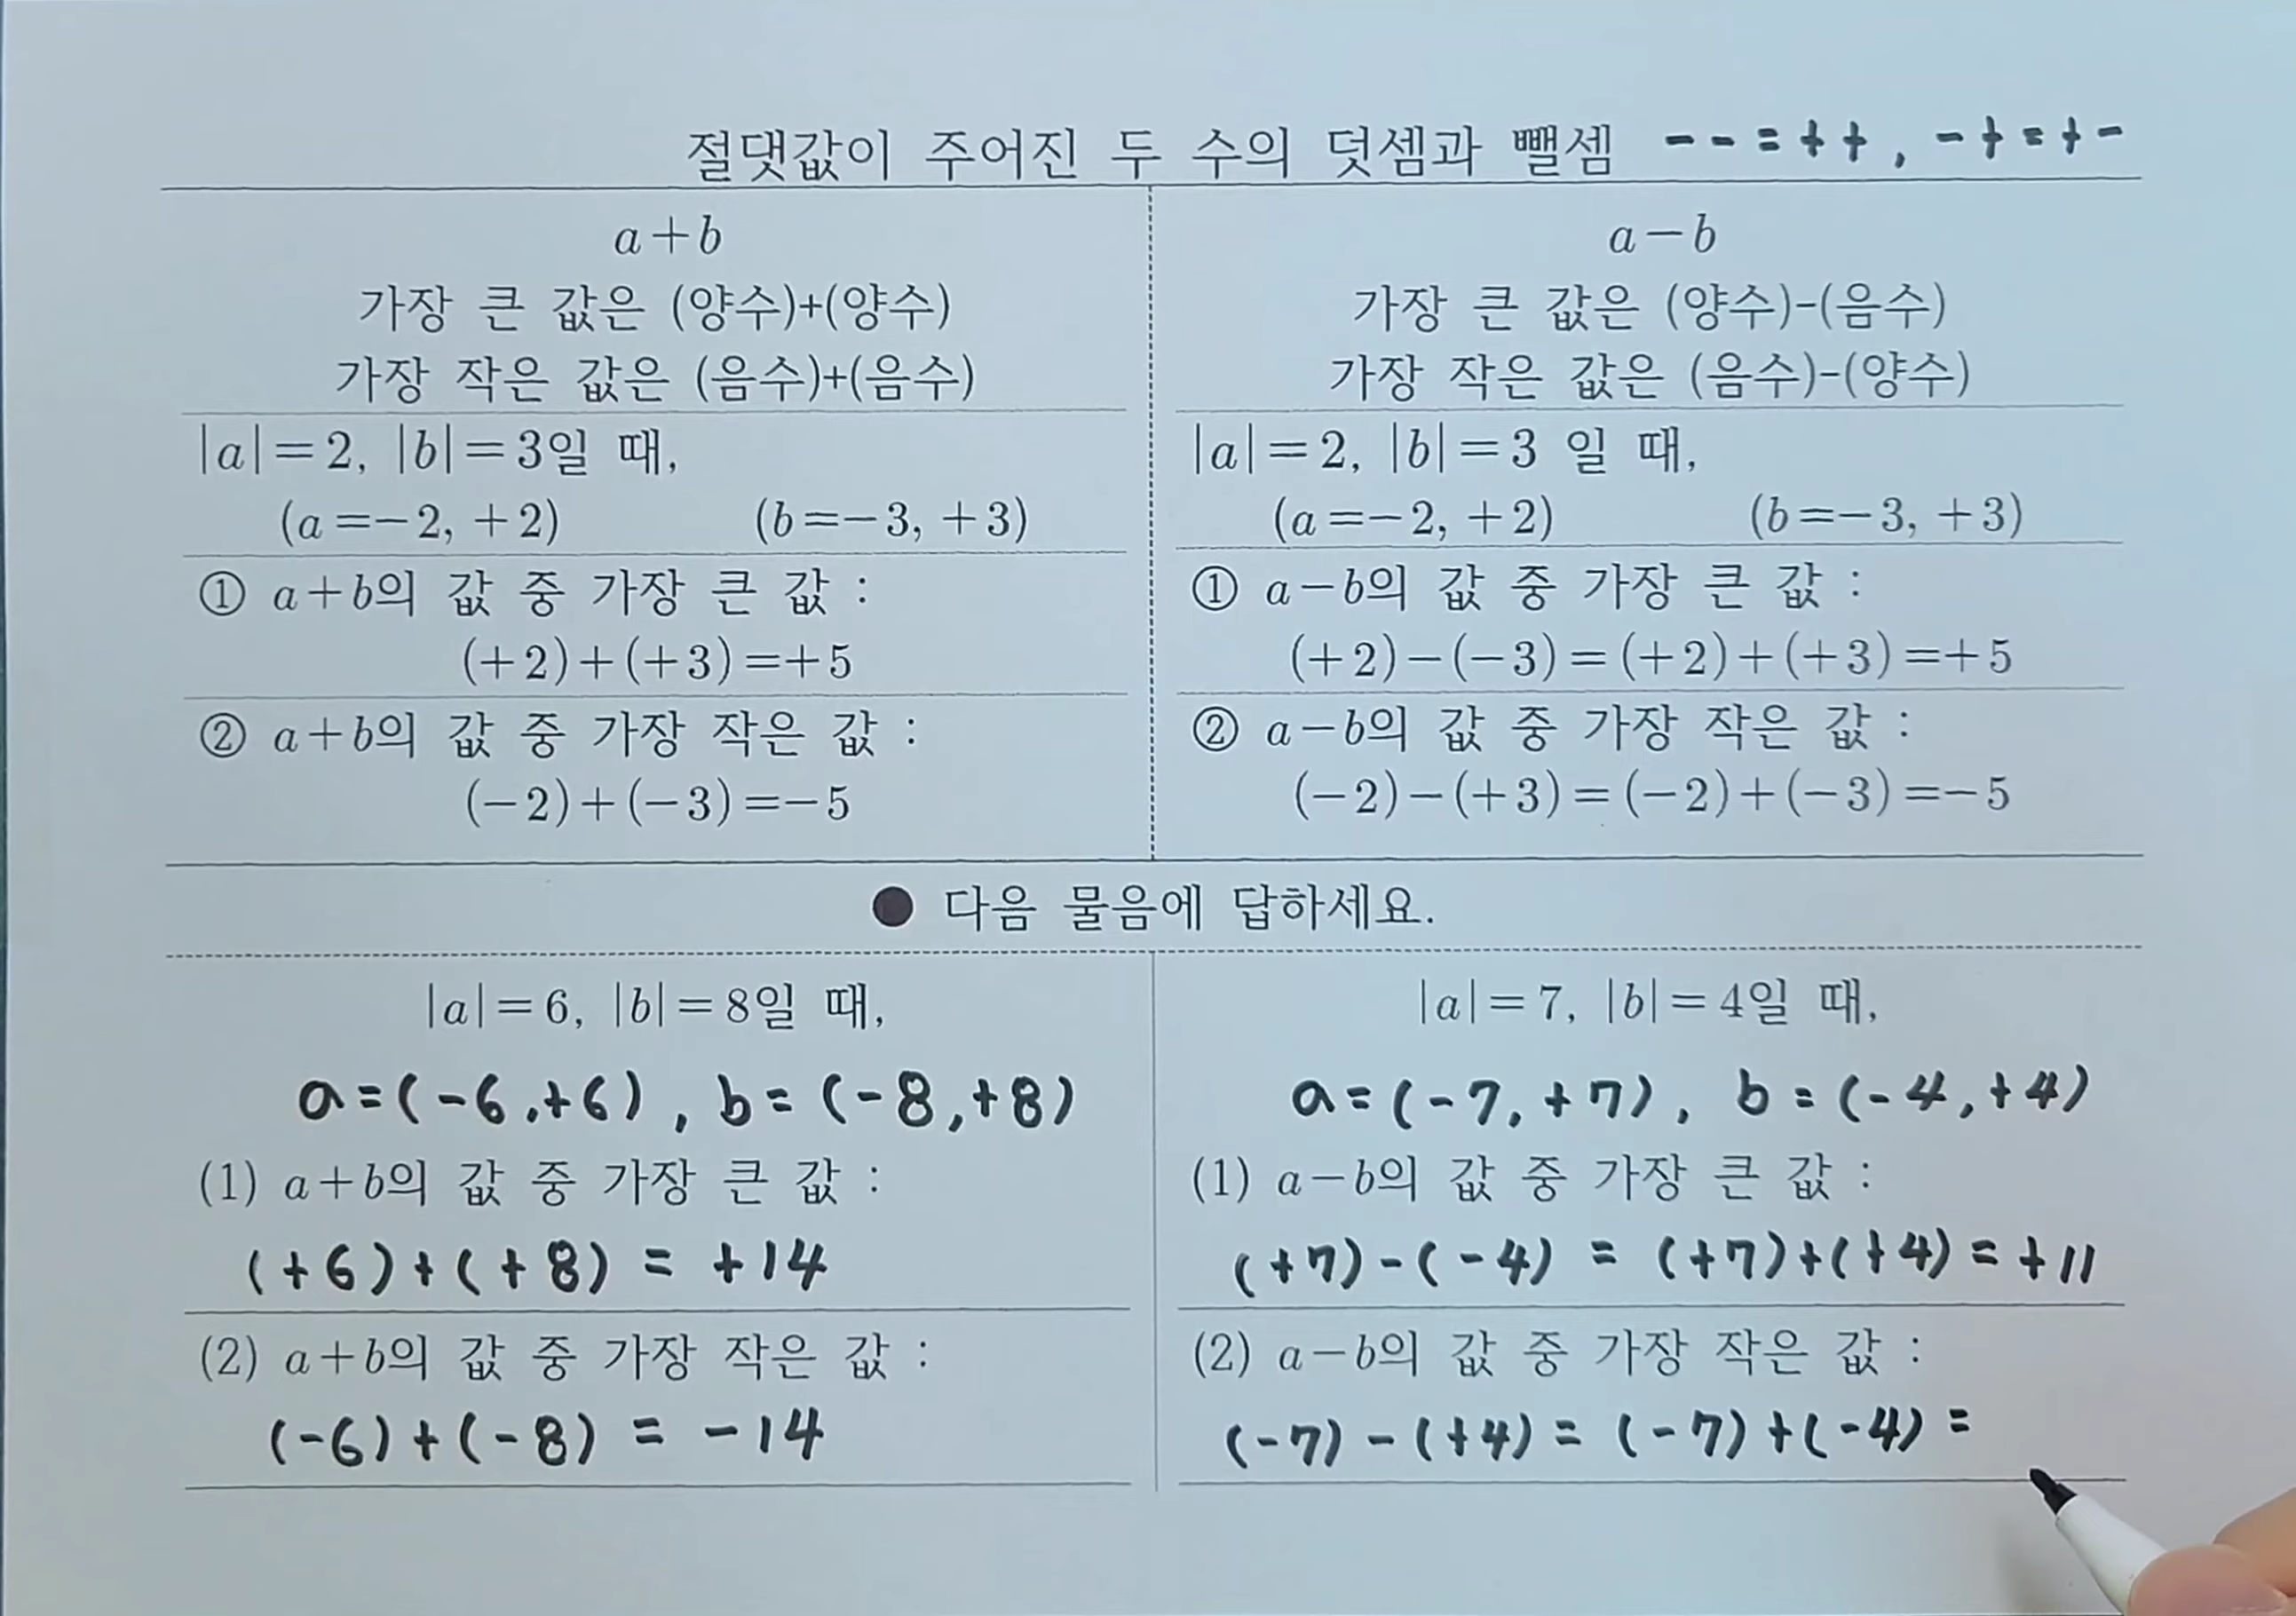 절댓값이 주어진 두 수의 덧셈과 뺄셈 --=++, -+=+-
a+b
가장 큰 값은 (양수)+(양수)
가장 작은 값은 (음수)+(음수)
|a|=2, |b|=3일 때,
(a=-2, +2) (b=-3, +3)
① a+b의 값 중 가장 큰 값 :
(+2)+(+3)=+5
② a+b의 값 중 가장 작은 값 :
(-2)+(-3)=-5
a-b
가장 큰 값은 (양수)-(음수)
가장 작은 값은 (음수)-(양수)
|a|=2, |b|=3 일 때,
(a=-2, +2) (b=-3, +3)
① a-b의 값 중 가장 큰 값 :
(+2)-(-3)=(+2)+(+3)=+5
② a-b의 값 중 가장 작은 값 :
(-2)-(+3)=(-2)+(-3)=-5
● 다음 물음에 답하세요.
|a|=6, |b|=8일 때,
a=(-6,+6), b=(-8,+8)
(1) a+b의 값 중 가장 큰 값 :
(+6)+(+8) = +14
(2) a+b의 값 중 가장 작은 값 :
(-6)+(-8) = -14
|a|=7, |b|=4일 때,
a=(-7,+7), b=(-4,+4)
(1) a-b의 값 중 가장 큰 값 :
(+7)-(-4) = (+7)+(+4)=+11
(2) a-b의 값 중 가장 작은 값 :
(-7)-(+4)=(-7)+(-4)=